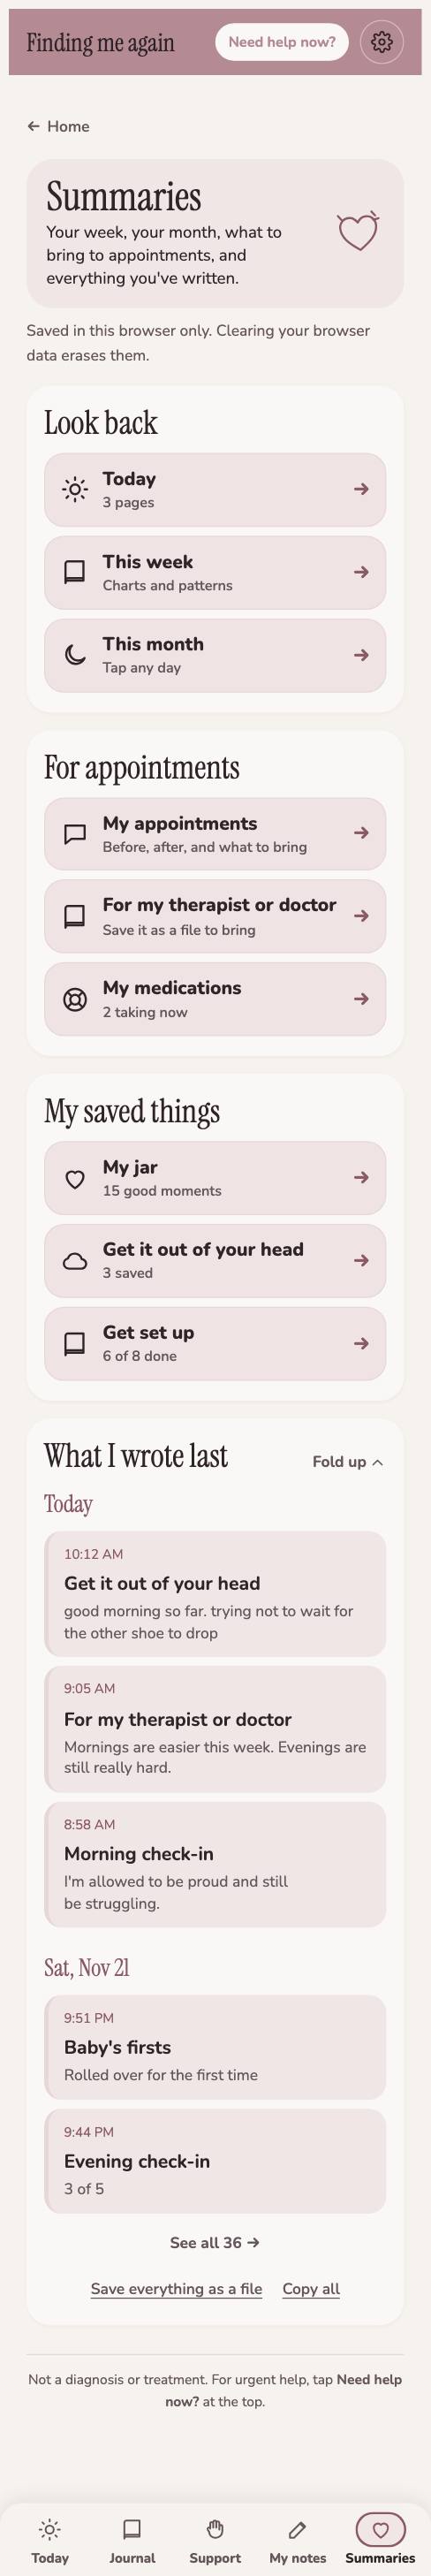 Finding me again
Need help now?
← Home
Summaries
Your week, your month, what to
bring to appointments, and
everything you've written.
Saved in this browser only. Clearing your browser
data erases them.
Look back
Today
3 pages
This week
Charts and patterns
This month
Tap any day
For appointments
My appointments
Before, after, and what to bring
For my therapist or doctor
Save it as a file to bring
My medications
2 taking now
My saved things
My jar
15 good moments
Get it out of your head
3 saved
Get set up
6 of 8 done
What I wrote last
Fold up
Today
10:12 AM
Get it out of your head
good morning so far. trying not to wait for
the other shoe to drop
9:05 AM
For my therapist or doctor
Mornings are easier this week. Evenings are
still really hard.
8:58 AM
Morning check-in
I'm allowed to be proud and still
be struggling.
Sat, Nov 21
9:51 PM
Baby's firsts
Rolled over for the first time
9:44 PM
Evening check-in
3 of 5
See all 36 →
Save everything as a file
Copy all
Not a diagnosis or treatment. For urgent help, tap Need help
now? at the top.
Today
Journal
Support
My notes
Summaries